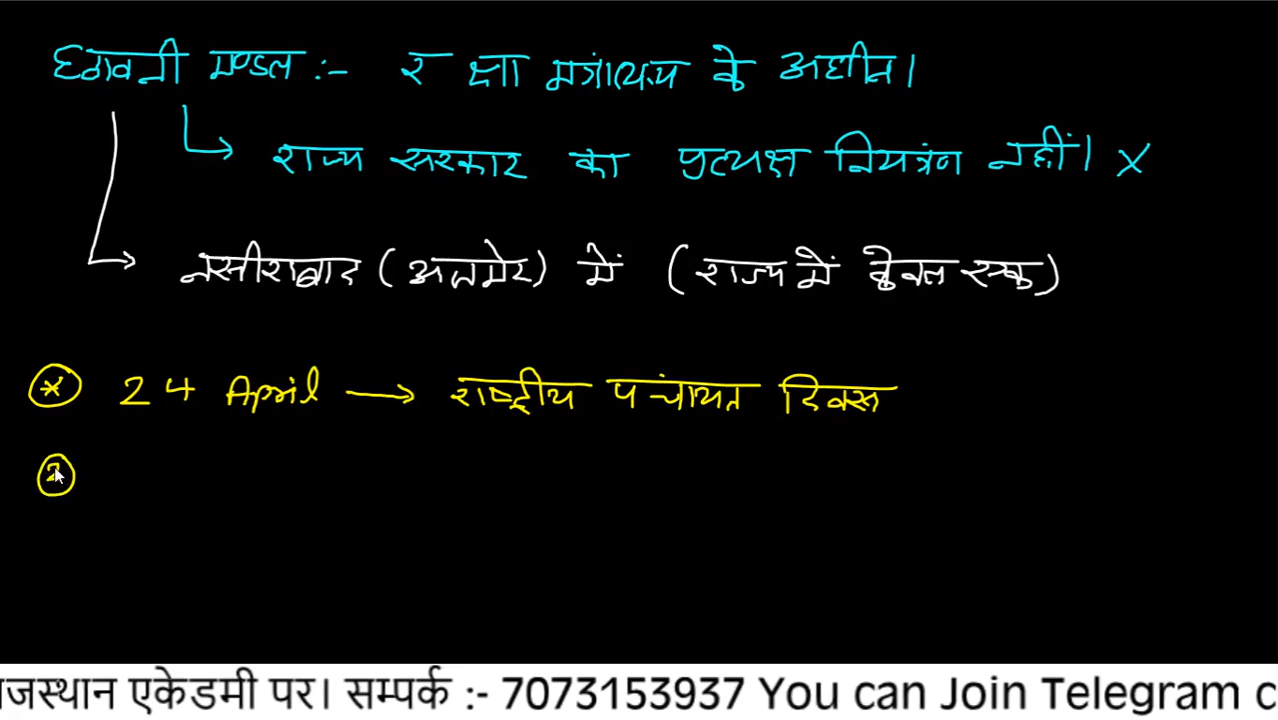 छावनी मण्डल :- रक्षा मंत्रालय के अधीन।
राज्य सरकार का प्रत्यक्ष नियंत्रण नहीं। X
नसीराबाद (अजमेर) में (राज्य में केवल एक)
* 24 April → राष्ट्रीय पंचायत दिवस
2
जस्थान एकेडमी पर। सम्पर्क :- 7073153937 You can Join Telegram c